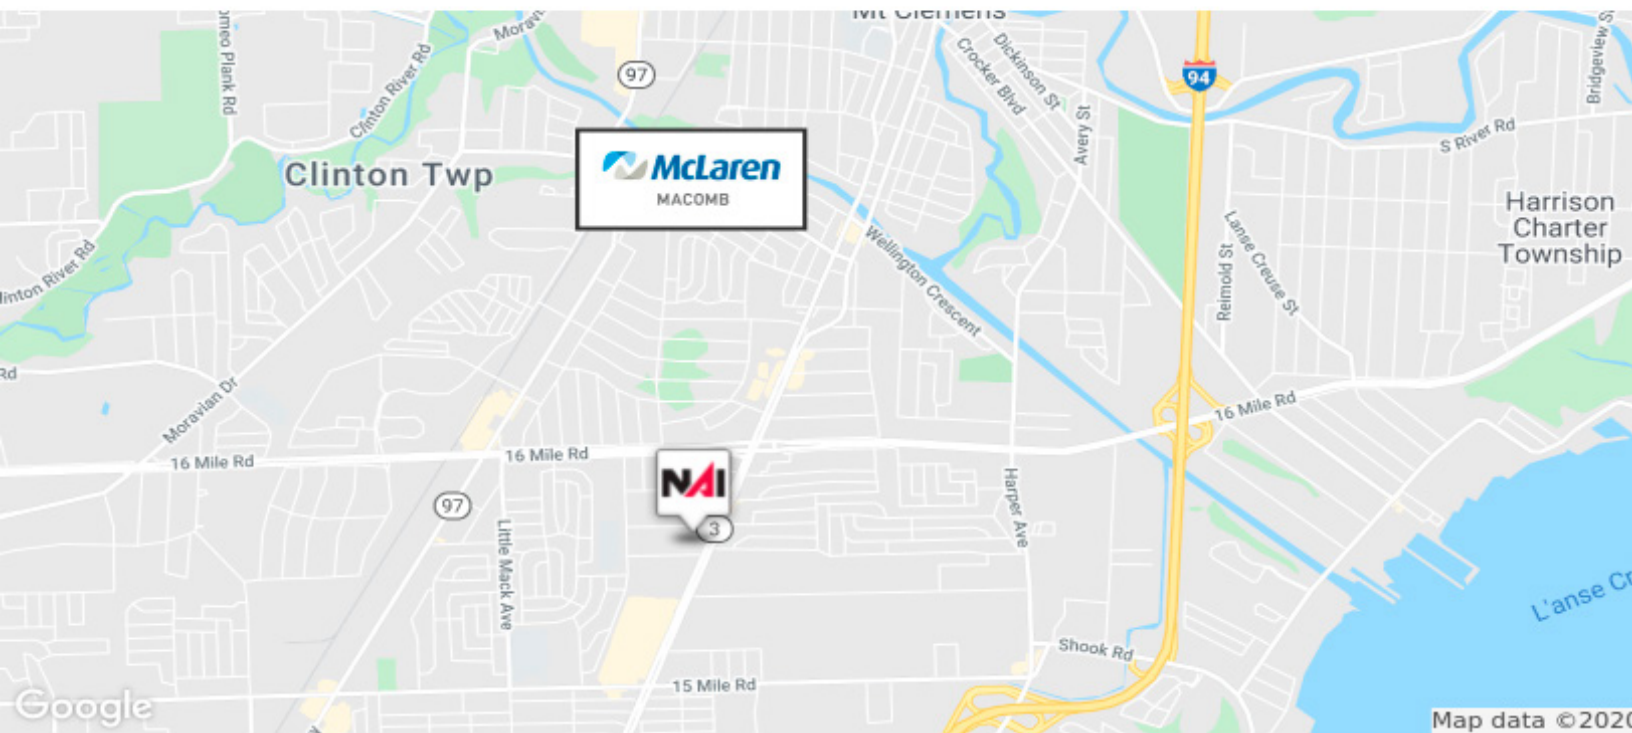 Mt Clemens
Moravi
omeo Plank Rd
Clinton River Rd
97
Crocker Blvd
Dickinson St
Avery St
94
Bridgeview S
S River Rd
McLaren
MACOMB
Clinton Twp
Harrison
Charter
Township
linton River Rd
Wellington Crescent
Reimold St
Lanse Creuse St
Rd
Moravian Dr
16 Mile Rd
16 Mile Rd
16 Mile Rd
NAI
97
3
Little Mack Ave
Harper Ave
L'anse Cr
Shook Rd
15 Mile Rd
Google
Map data ©2020